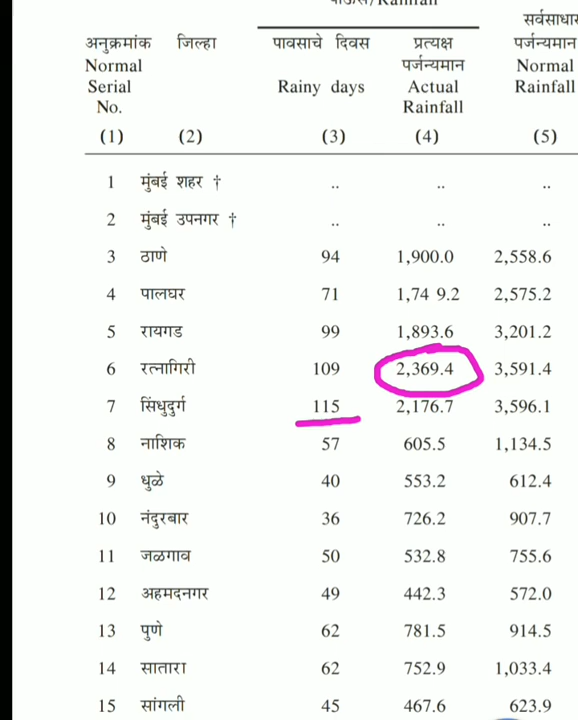 पाऊस/Rainfall
सर्वसाधार
अनुक्रमांक जिल्हा पावसाचे दिवस प्रत्यक्ष पर्जन्यमान
Normal पर्जन्यमान Normal
Serial Rainy days Actual Rainfall
No. Rainfall
(1) (2) (3) (4) (5)
1 मुंबई शहर † .. .. ..
2 मुंबई उपनगर † .. .. ..
3 ठाणे 94 1,900.0 2,558.6
4 पालघर 71 1,74 9.2 2,575.2
5 रायगड 99 1,893.6 3,201.2
6 रत्नागिरी 109 2,369.4 3,591.4
7 सिंधुदुर्ग 115 2,176.7 3,596.1
8 नाशिक 57 605.5 1,134.5
9 धुळे 40 553.2 612.4
10 नंदुरबार 36 726.2 907.7
11 जळगाव 50 532.8 755.6
12 अहमदनगर 49 442.3 572.0
13 पुणे 62 781.5 914.5
14 सातारा 62 752.9 1,033.4
15 सांगली 45 467.6 623.9